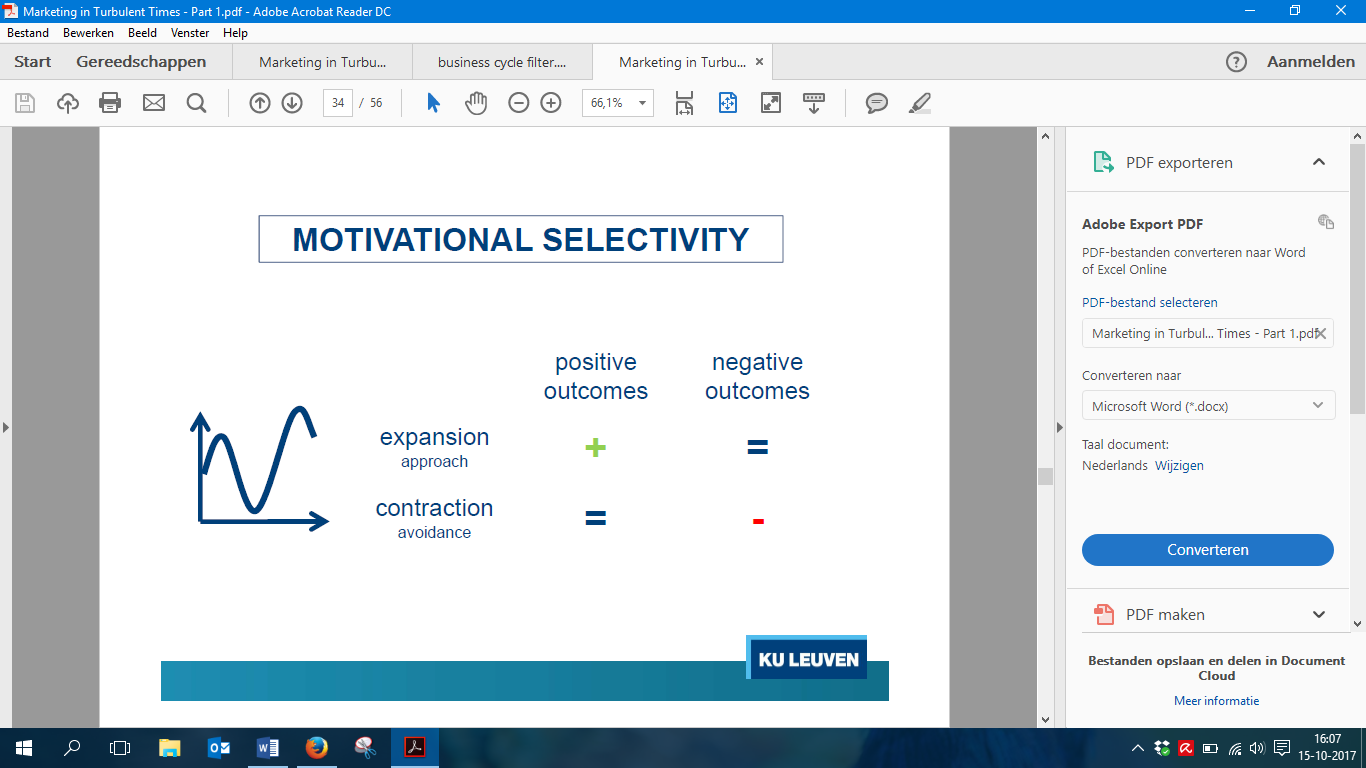 Marketing in Turbulent Times - Part 1.pdf - Adobe Acrobat Reader DC
Bestand Bewerken Beeld Venster Help
Start Gereedschappen Marketing in Turbu... business cycle filter.... Marketing in Turbu... × Aanmelden
34 / 56 66,1%
MOTIVATIONAL SELECTIVITY
positive
outcomes
negative
outcomes
expansion
approach
+ =
contraction
avoidance
= -
KU LEUVEN
PDF exporteren
Adobe Export PDF
PDF-bestanden converteren naar Word
of Excel Online
PDF-bestand selecteren
Marketing in Turbul... Times - Part 1.pdf
Converteren naar
Microsoft Word (*.docx)
Taal document:
Nederlands Wijzigen
Converteren
PDF maken
Bestanden opslaan en delen in Document
Cloud
Meer informatie
16:07
15-10-2017